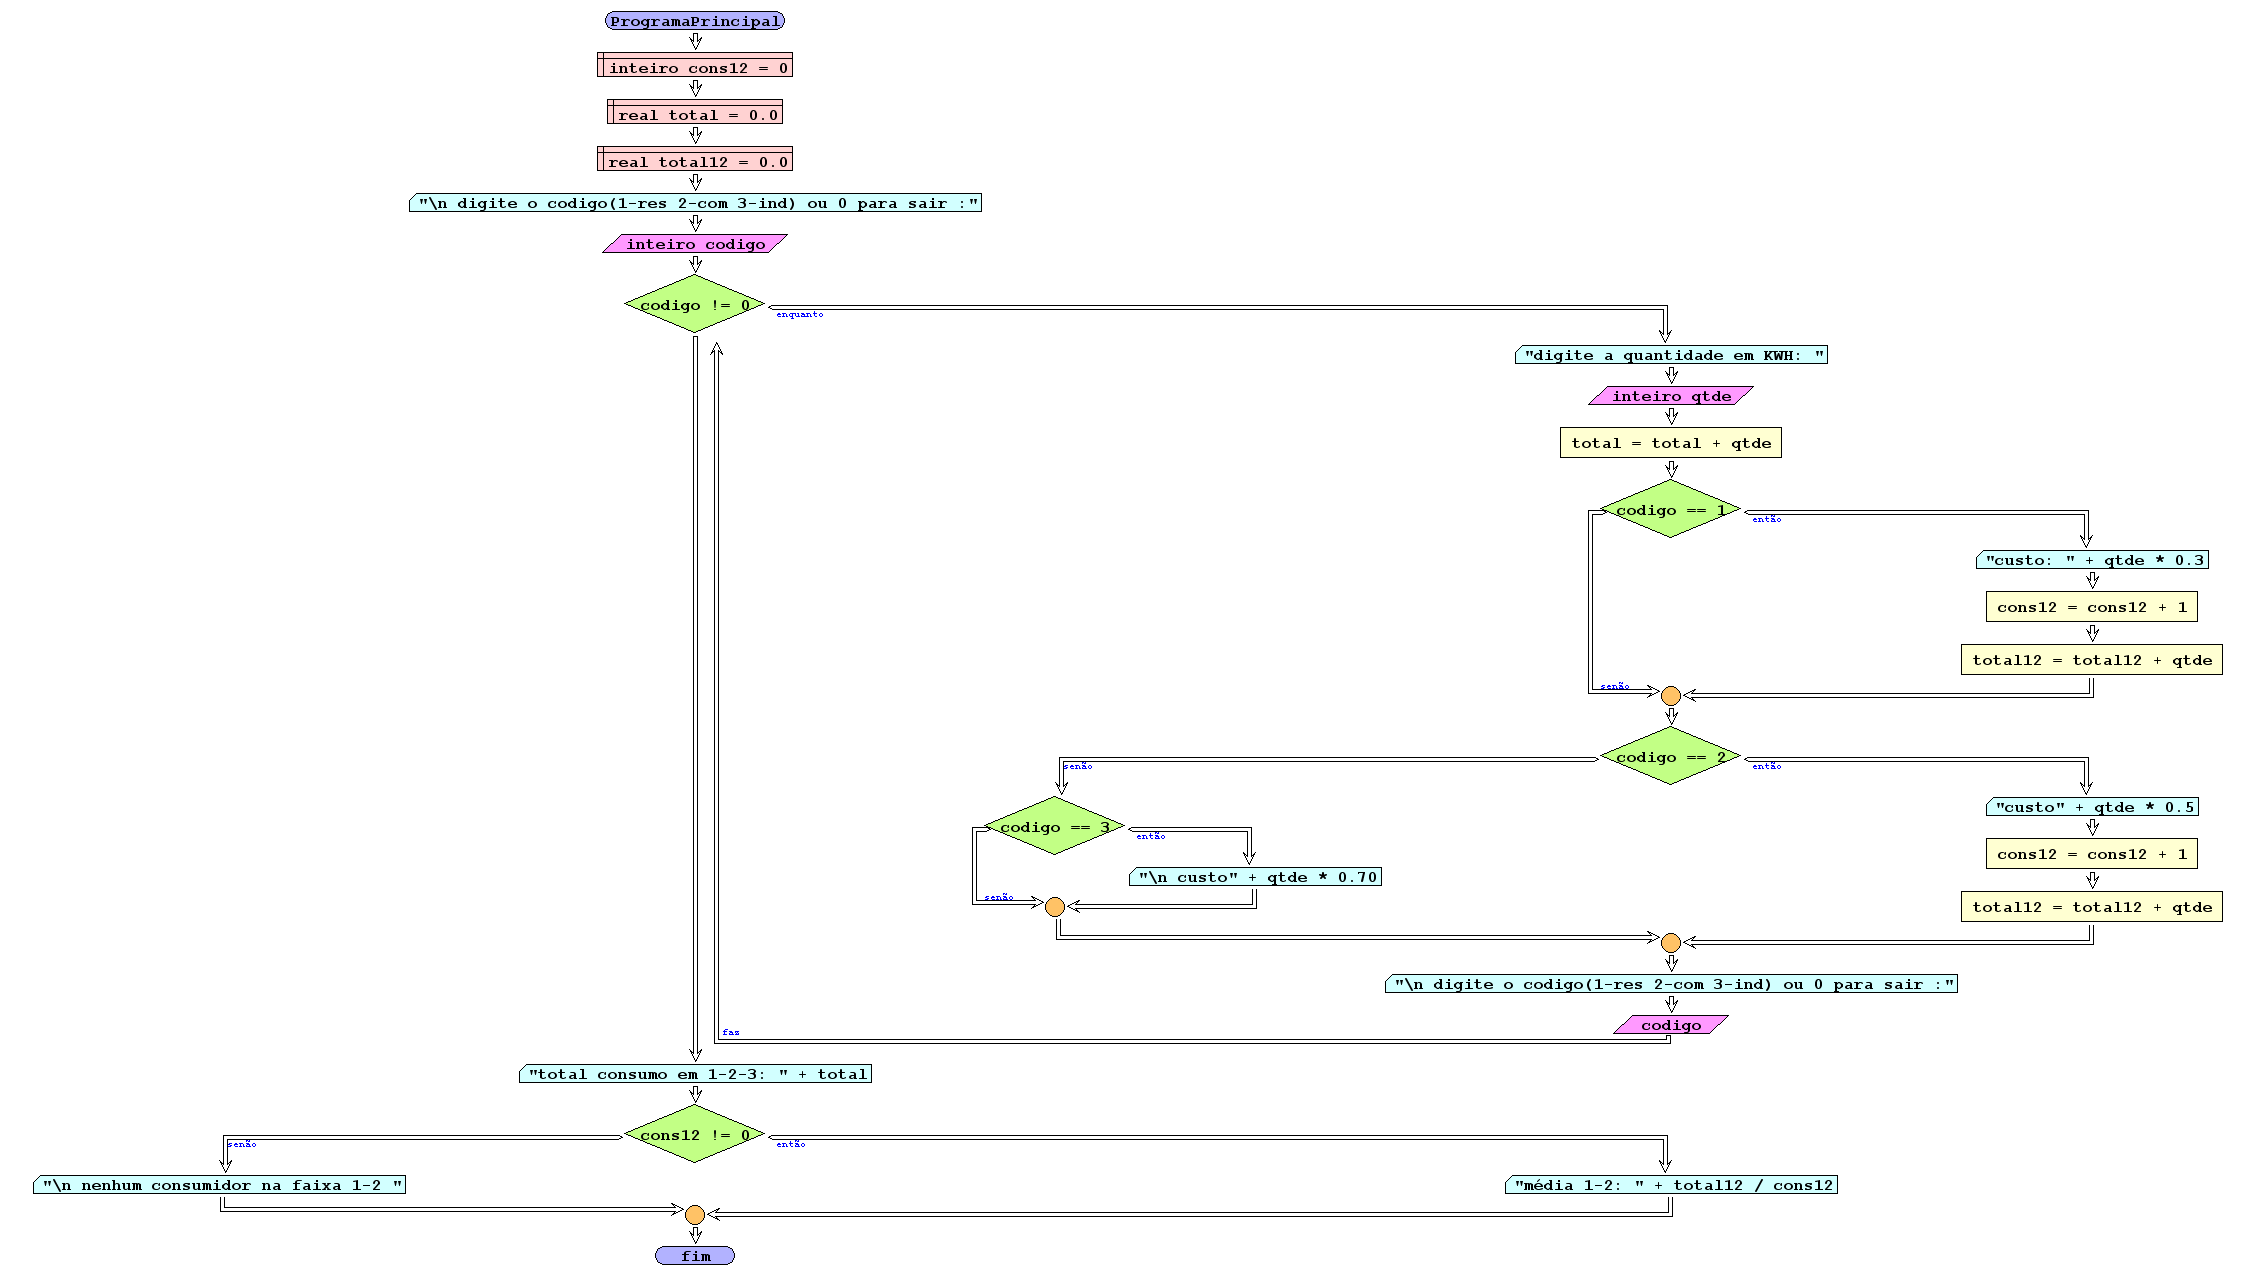 ProgramaPrincipal
inteiro cons12 = 0
real total = 0.0
real total12 = 0.0
"\n digite o codigo(1-res 2-com 3-ind) ou 0 para sair :"
inteiro codigo
codigo != 0
enquanto
"digite a quantidade em KWH: "
inteiro qtde
total = total + qtde
codigo == 1
então
"custo: " + qtde * 0.3
cons12 = cons12 + 1
total12 = total12 + qtde
senão
codigo == 2
senão
então
"custo" + qtde * 0.5
codigo == 3
então
cons12 = cons12 + 1
"\n custo" + qtde * 0.70
senão
total12 = total12 + qtde
"\n digite o codigo(1-res 2-com 3-ind) ou 0 para sair :"
codigo
faz
"total consumo em 1-2-3: " + total
cons12 != 0
senão
então
"\n nenhum consumidor na faixa 1-2 "
"média 1-2: " + total12 / cons12
fim